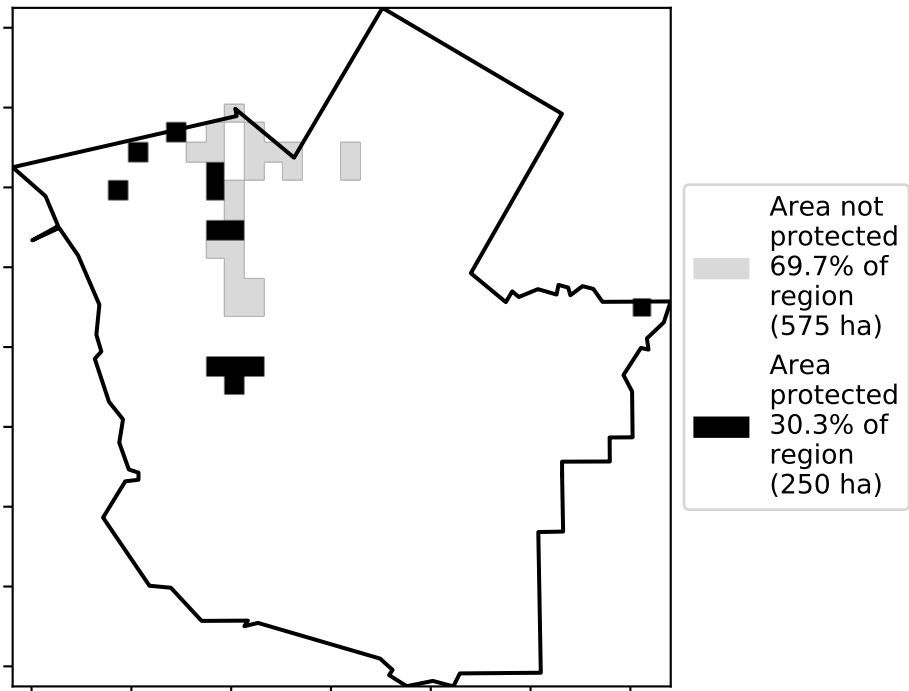 Area not
protected
69.7% of
region
(575 ha)
Area
protected
30.3% of
region
(250 ha)